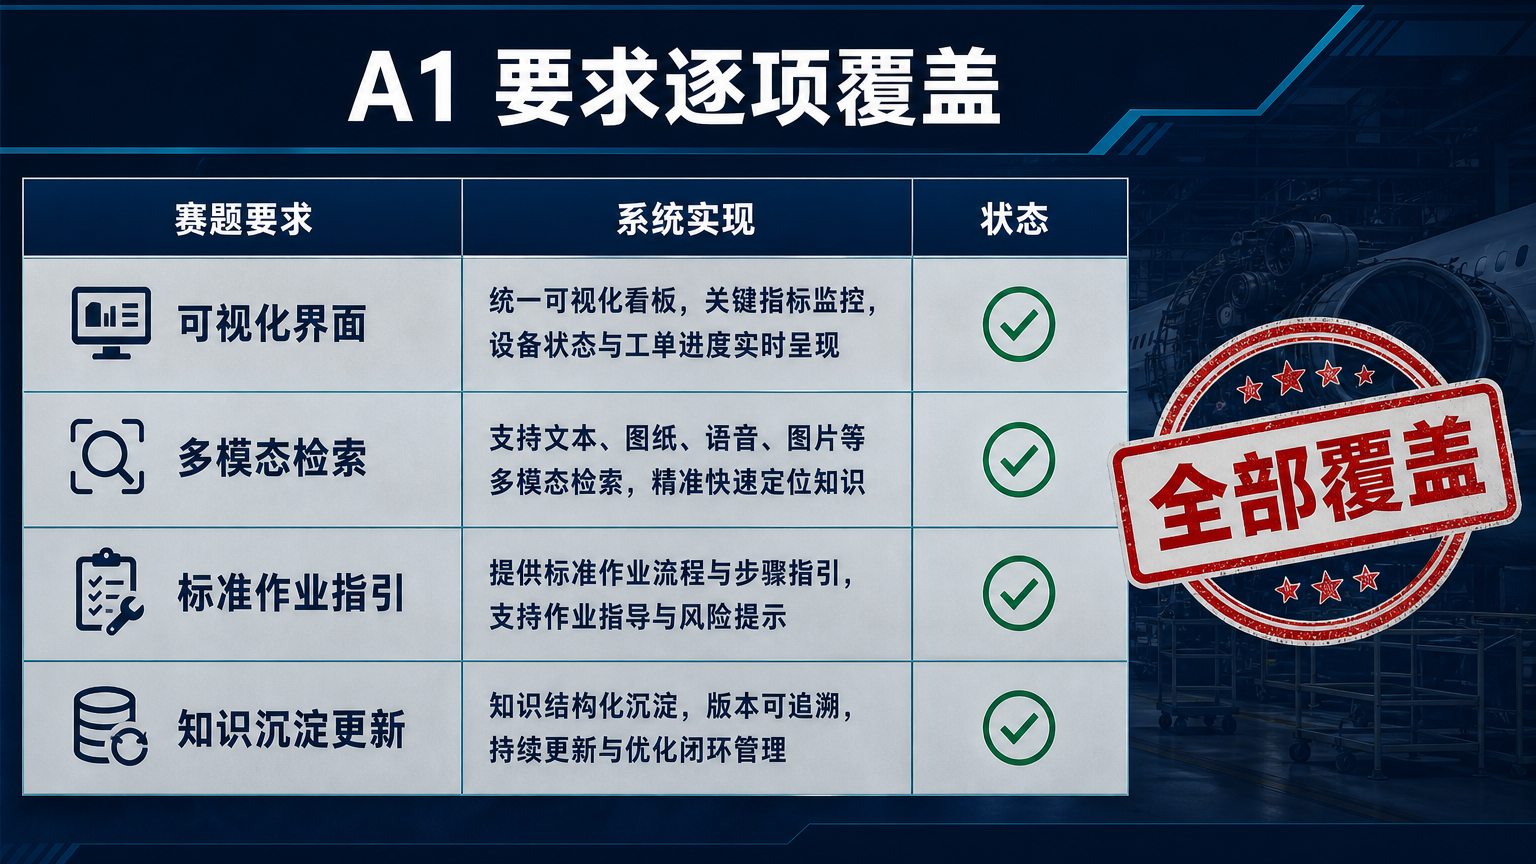 A1 要求逐项覆盖
赛题要求
系统实现
状态
可视化界面
统一可视化看板，关键指标监控，
设备状态与工单进度实时呈现
多模态检索
支持文本、图纸、语音、图片等
多模态检索，精准快速定位知识
标准作业指引
提供标准作业流程与步骤指引，
支持作业指导与风险提示
知识沉淀更新
知识结构化沉淀，版本可追溯，
持续更新与优化闭环管理
全部覆盖